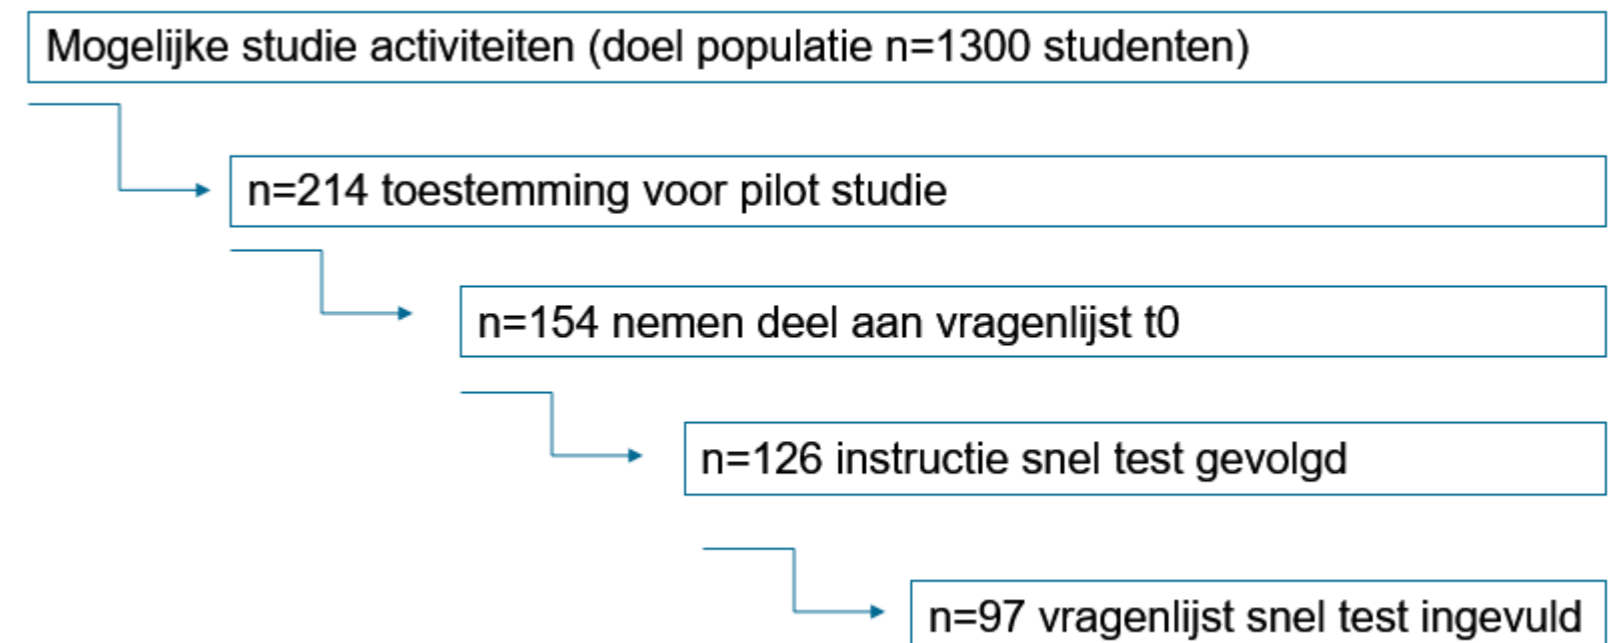 Mogelijke studie activiteiten (doel populatie n=1300 studenten)
n=214 toestemming voor pilot studie
n=154 nemen deel aan vragenlijst t0
n=126 instructie snel test gevolgd
n=97 vragenlijst snel test ingevuld